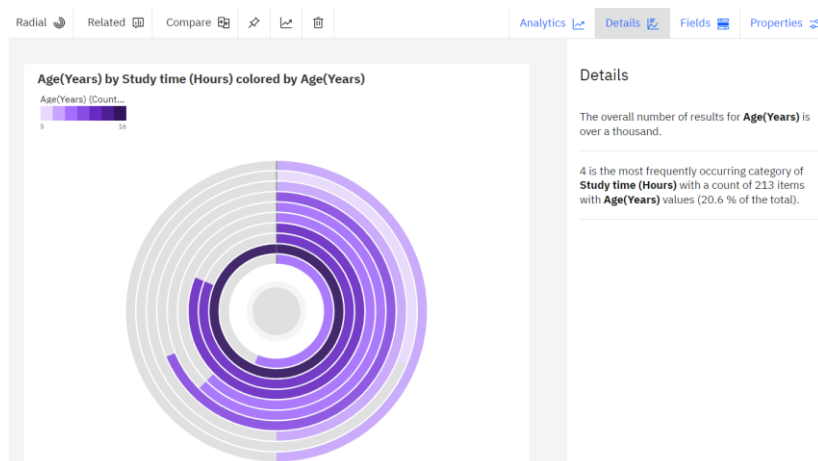 Radial Related Compare Analytics Details Fields Properties
Age(Years) by Study time (Hours) colored by Age(Years)
Age(Years) (Count...
6 16
Details
The overall number of results for Age(Years) is
over a thousand.
4 is the most frequently occurring category of
Study time (Hours) with a count of 213 items
with Age(Years) values (20.6 % of the total).